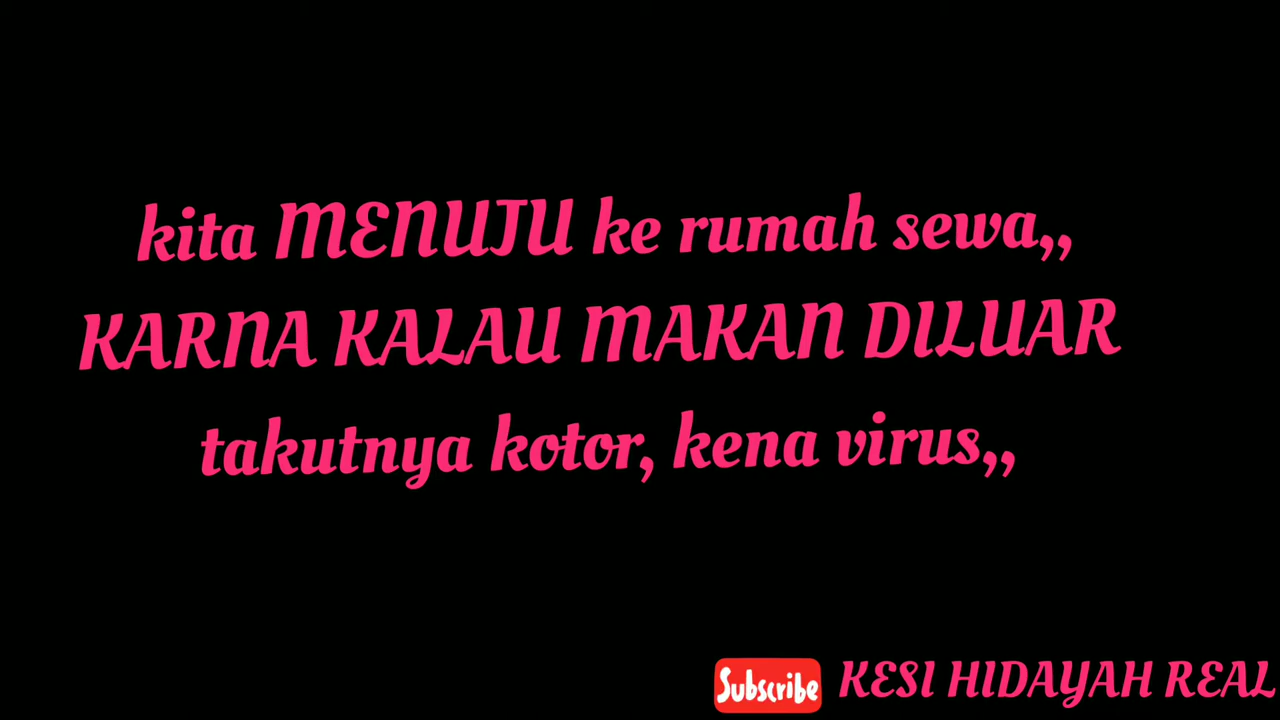 kita MENUJU ke rumah sewa,,
KARNA KALAU MAKAN DILUAR
takutnya kotor, kena virus,,
Subscribe KESI HIDAYAH REAL